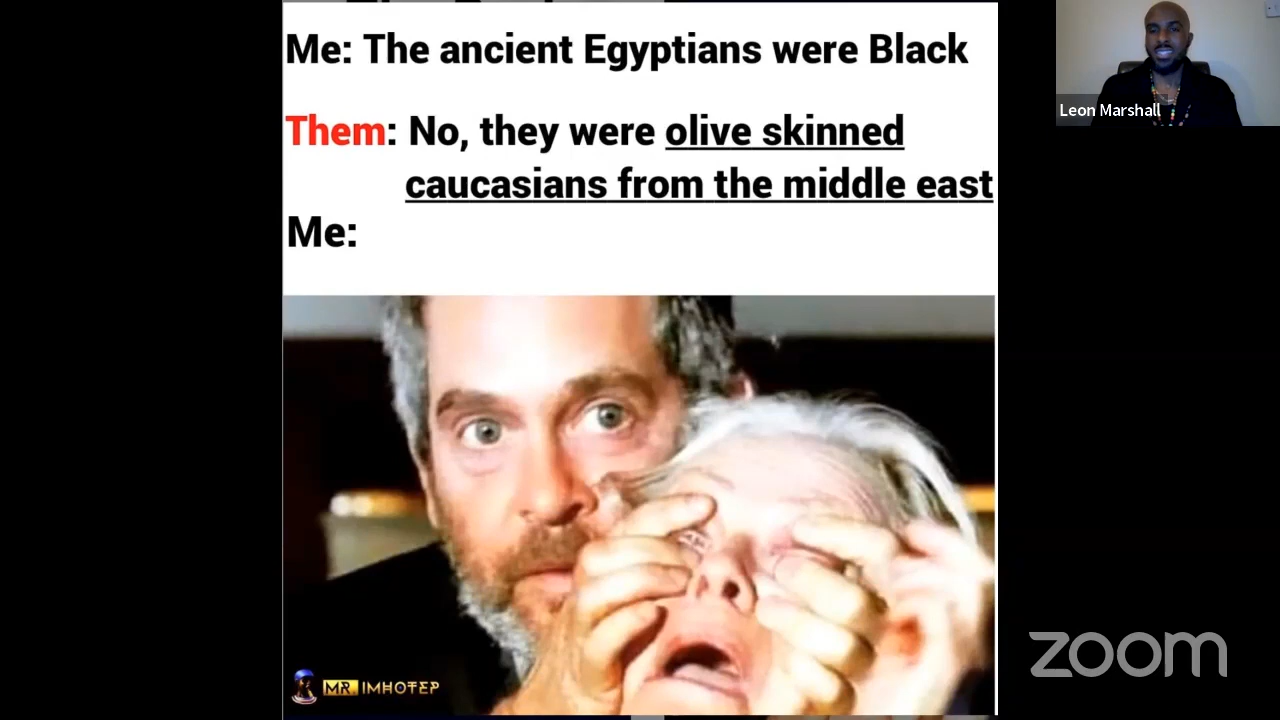 Me: The ancient Egyptians were Black
Them: No, they were olive skinned
caucasians from the middle east
Me:
Leon Marshall
MR IMHOTEP
zoom